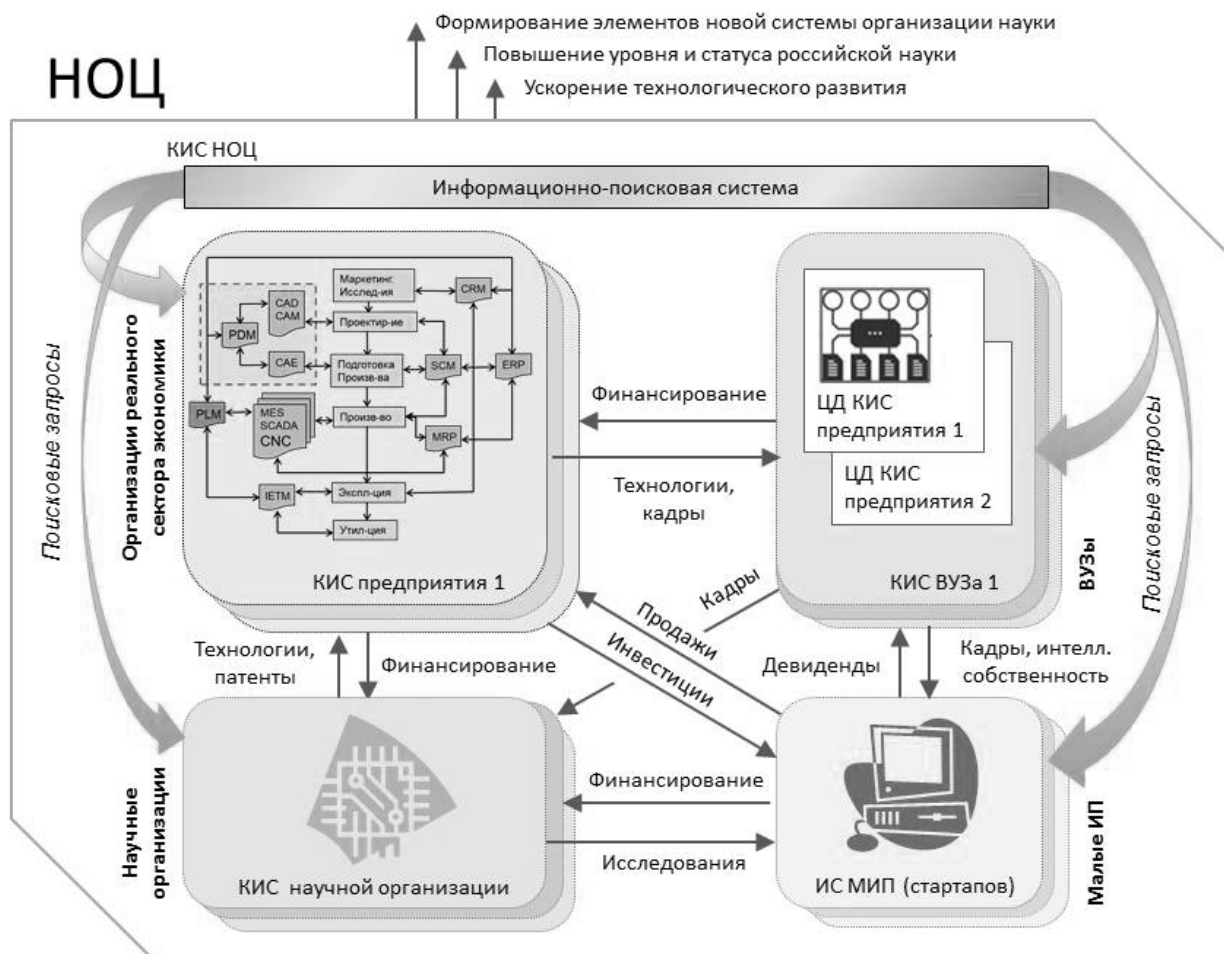 Формирование элементов новой системы организации науки
Повышение уровня и статуса российской науки
Ускорение технологического развития
НОЦ
КИС НОЦ
Информационно-поисковая система
Поисковые запросы
Организации реального
сектора экономики
Маркетинг.
Исслед-ия
CRM
CAD
CAM
PDM
Проектир-ие
CAE
Подготовка
Произв-ва
SCM
ERP
PLM
MES
SCADA
CNC
Произв-во
MRP
IETM
Экспл-ция
Утил-ция
КИС предприятия 1
Финансирование
Технологии,
кадры
ЦД КИС
предприятия 1
ЦД КИС
предприятия 2
КИС ВУЗа 1
ВУЗы
Поисковые запросы
Технологии,
патенты
Финансирование
Кадры
Продажи
Инвестиции
Девиденды
Кадры, интелл.
собственность
Научные
организации
КИС научной организации
Финансирование
Исследования
ИС МИП (стартапов)
Малые ИП